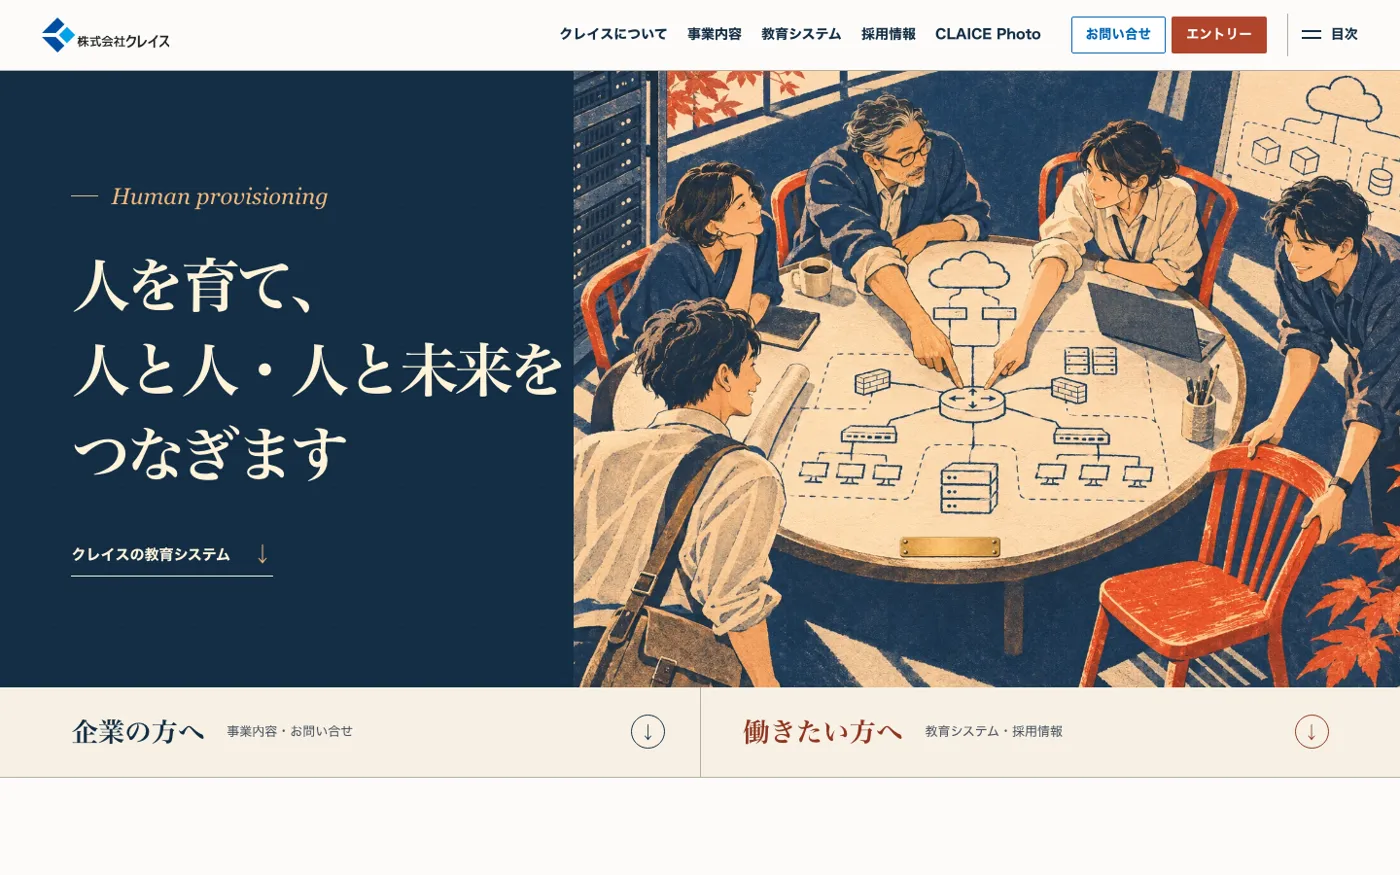 株式会社クレイス
クレイスについて
事業内容
教育システム
採用情報
CLAICE Photo
お問い合せ
エントリー
目次
Human provisioning
人を育て、
人と人・人と未来を
つなぎます
クレイスの教育システム
企業の方へ
事業内容・お問い合せ
働きたい方へ
教育システム・採用情報